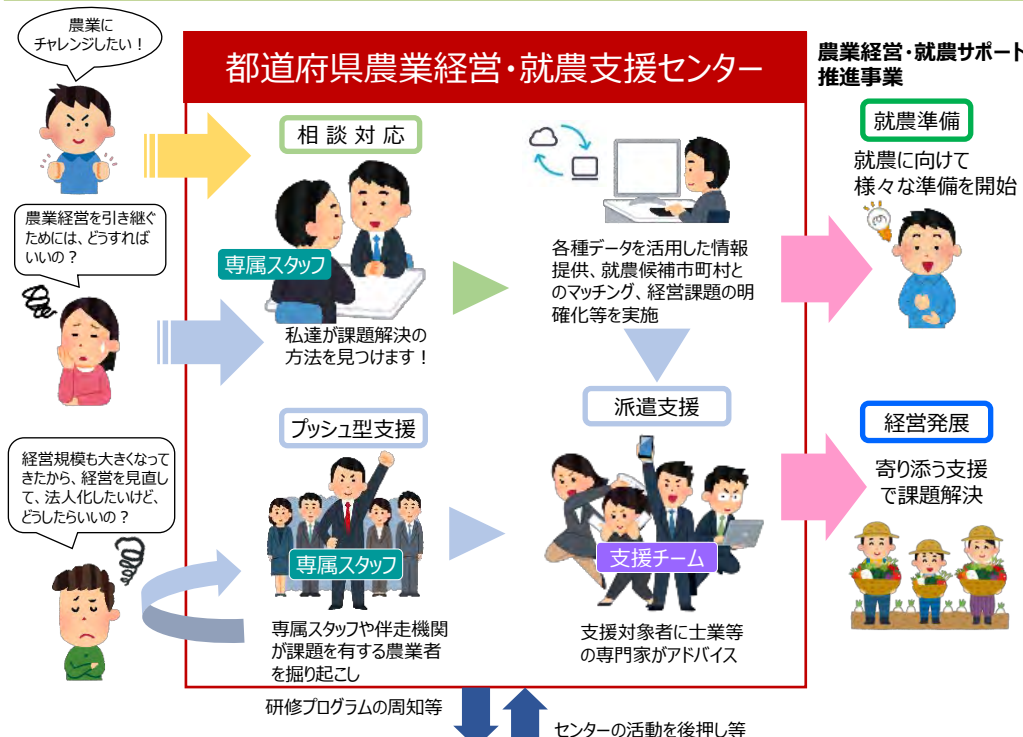 農業に
チャレンジしたい！
都道府県農業経営・就農支援センター
農業経営・就農サポート
推進事業
相談対応
就農準備
就農に向けて
様々な準備を開始
農業経営を引き継ぐ
ためには、どうすれば
いいの？
専属スタッフ
私達が課題解決の
方法を見つけます！
各種データを活用した情報
提供、就農候補市町村と
のマッチング、経営課題の明
確化等を実施
プッシュ型支援
派遣支援
経営発展
寄り添う支援
で課題解決
経営規模も大きくなって
きたから、経営を見直し
て、法人化したいけど、
どうしたらいいの？
専属スタッフ
支援チーム
専属スタッフや伴走機関
が課題を有する農業者
を掘り起こし
支援対象者に士業等
の専門家がアドバイス
研修プログラムの周知等
センターの活動を後押し等